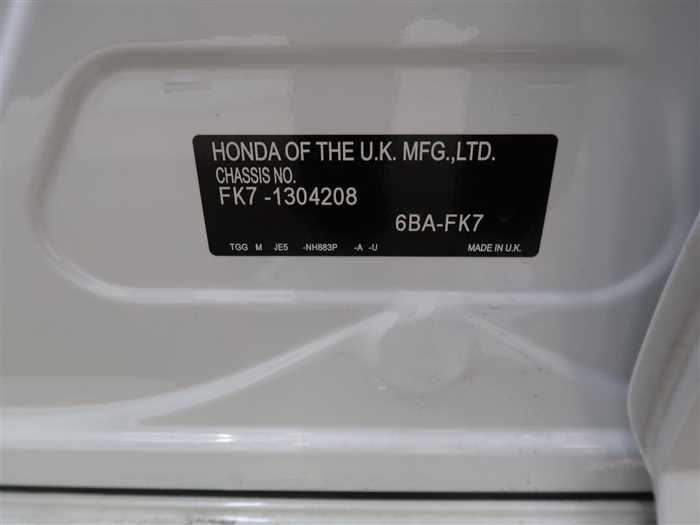 HONDA OF THE U.K. MFG.,LTD.
CHASSIS NO.
FK7 -1304208
6BA-FK7
TGG M JE5 -NH883P -A -U MADE IN U.K.